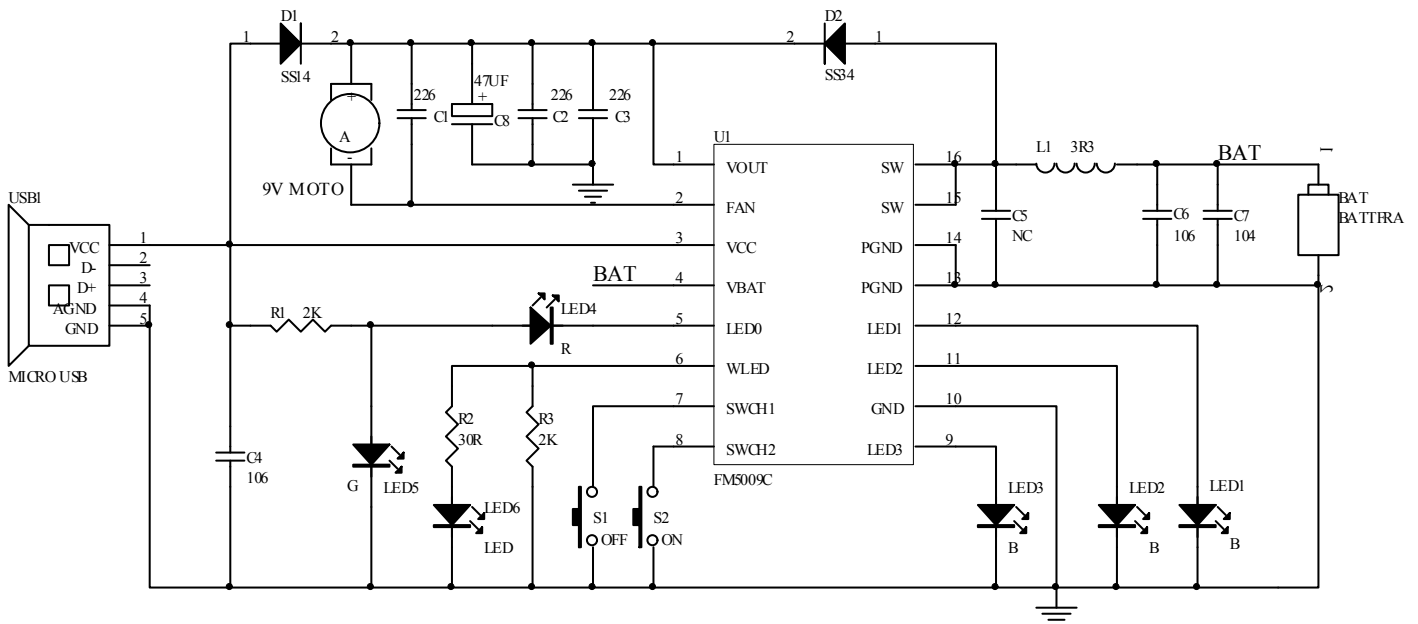 D1
1 2
SS14
D2
2 1
SS34
47UF
+
226
C1
C8
226
C2
226
C3
+
A
-
9V MOTO
U1
1 VOUT
2 FAN
3 VCC
4 VBAT
5 LED0
6 WLED
7 SWCH1
8 SWCH2
SW 16
SW 15
PGND 14
PGND 13
LED1 12
LED2 11
GND 10
LED3 9
FM5009C
L1 3R3
BAT
1
C5
NC
C6
106
C7
104
BAT
BATTFRA
2
USB1
VCC 1
D- 2
D+ 3
AGND 4
GND 5
MICRO USB
BAT
R1 2K
LED4
R
R2
30R
R3
2K
C4
106
G LED5
LED6
LED
S1
OFF
S2
ON
LED3
B
LED2
B
LED1
B